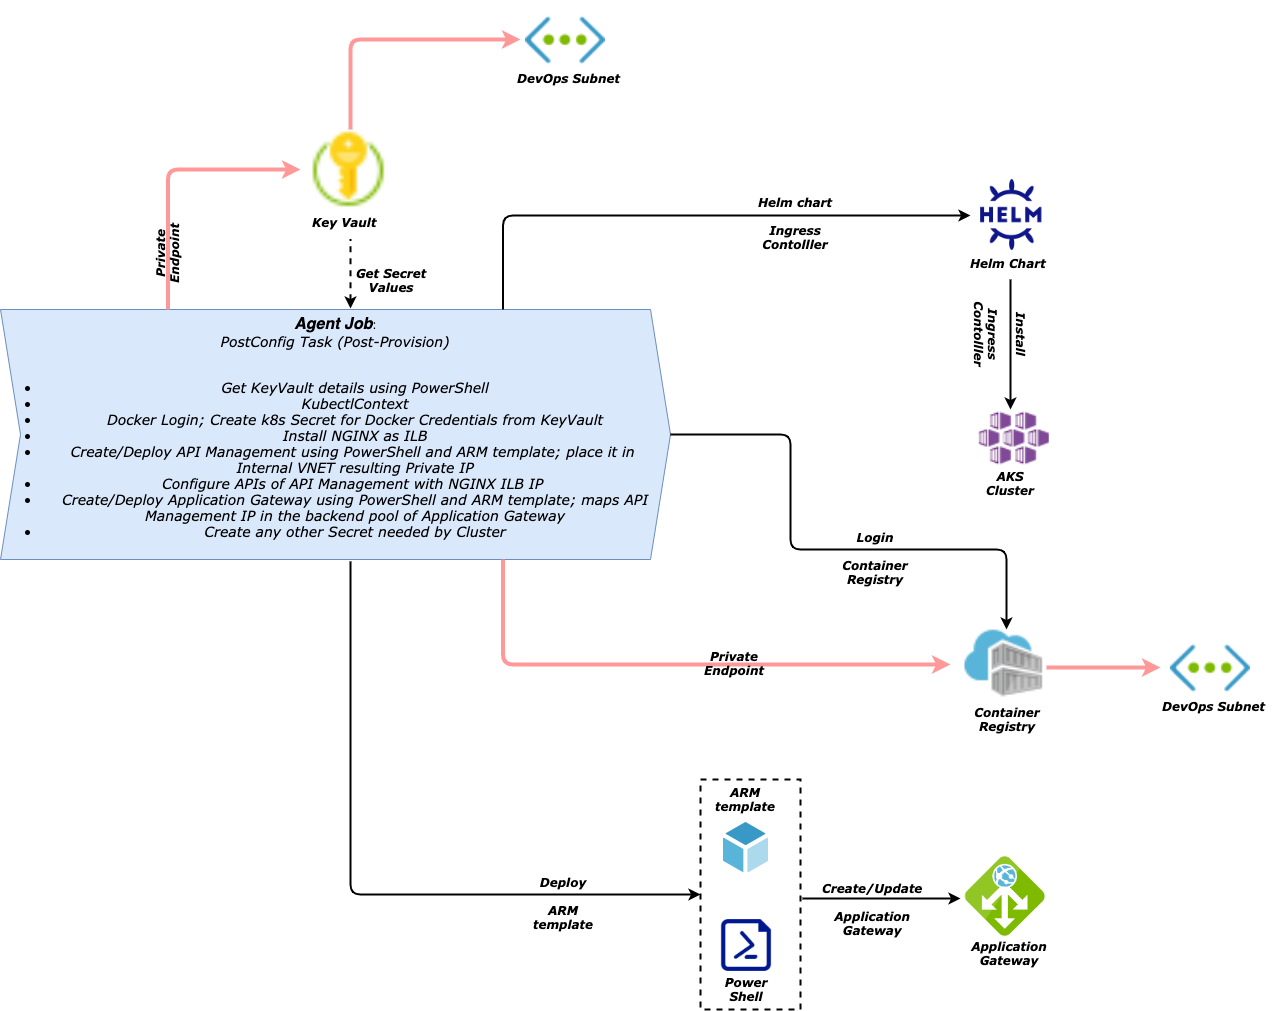 DevOps Subnet
Key Vault
Private
Endpoint
Get Secret
Values
Helm chart
Ingress
Contolller
HELM
Helm Chart
Install
Ingress
Contolller
AKS
Cluster
Agent Job:
PostConfig Task (Post-Provision)
• Get KeyVault details using PowerShell
• KubectlContext
• Docker Login; Create k8s Secret for Docker Credentials from KeyVault
• Install NGINX as ILB
• Create/Deploy API Management using PowerShell and ARM template; place it in
Internal VNET resulting Private IP
• Configure APIs of API Management with NGINX ILB IP
• Create/Deploy Application Gateway using PowerShell and ARM template; maps API
Management IP in the backend pool of Application Gateway
• Create any other Secret needed by Cluster
Login
Container
Registry
Private
Endpoint
Container
Registry
DevOps Subnet
ARM
template
Deploy
ARM
template
Power
Shell
Create/Update
Application
Gateway
Application
Gateway